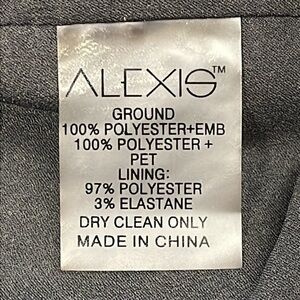 ALEXIS™
GROUND
100% POLYESTER+EMB
100% POLYESTER +
PET
LINING:
97% POLYESTER
3% ELASTANE
DRY CLEAN ONLY
MADE IN CHINA